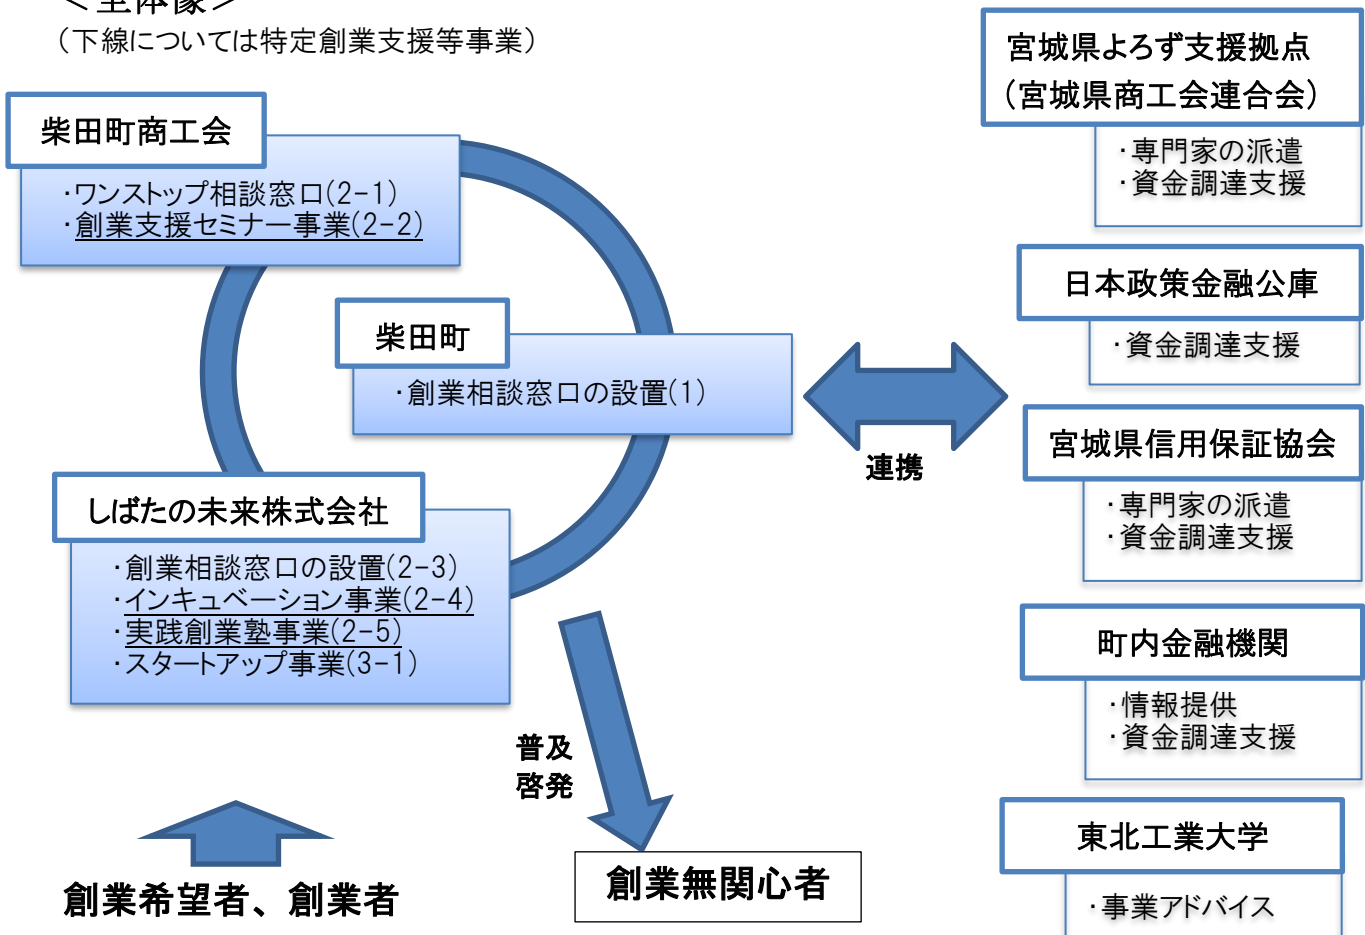 ＜全体像＞
（下線については特定創業支援等事業）
柴田町商工会
・ワンストップ相談窓口(2-1)
・創業支援セミナー事業(2-2)
柴田町
・創業相談窓口の設置(1)
しばたの未来株式会社
・創業相談窓口の設置(2-3)
・インキュベーション事業(2-4)
・実践創業塾事業(2-5)
・スタートアップ事業(3-1)
連携
普及
啓発
創業希望者、創業者
創業無関心者
宮城県よろず支援拠点
（宮城県商工会連合会）
・専門家の派遣
・資金調達支援
日本政策金融公庫
・資金調達支援
宮城県信用保証協会
・専門家の派遣
・資金調達支援
町内金融機関
・情報提供
・資金調達支援
東北工業大学
・事業アドバイス